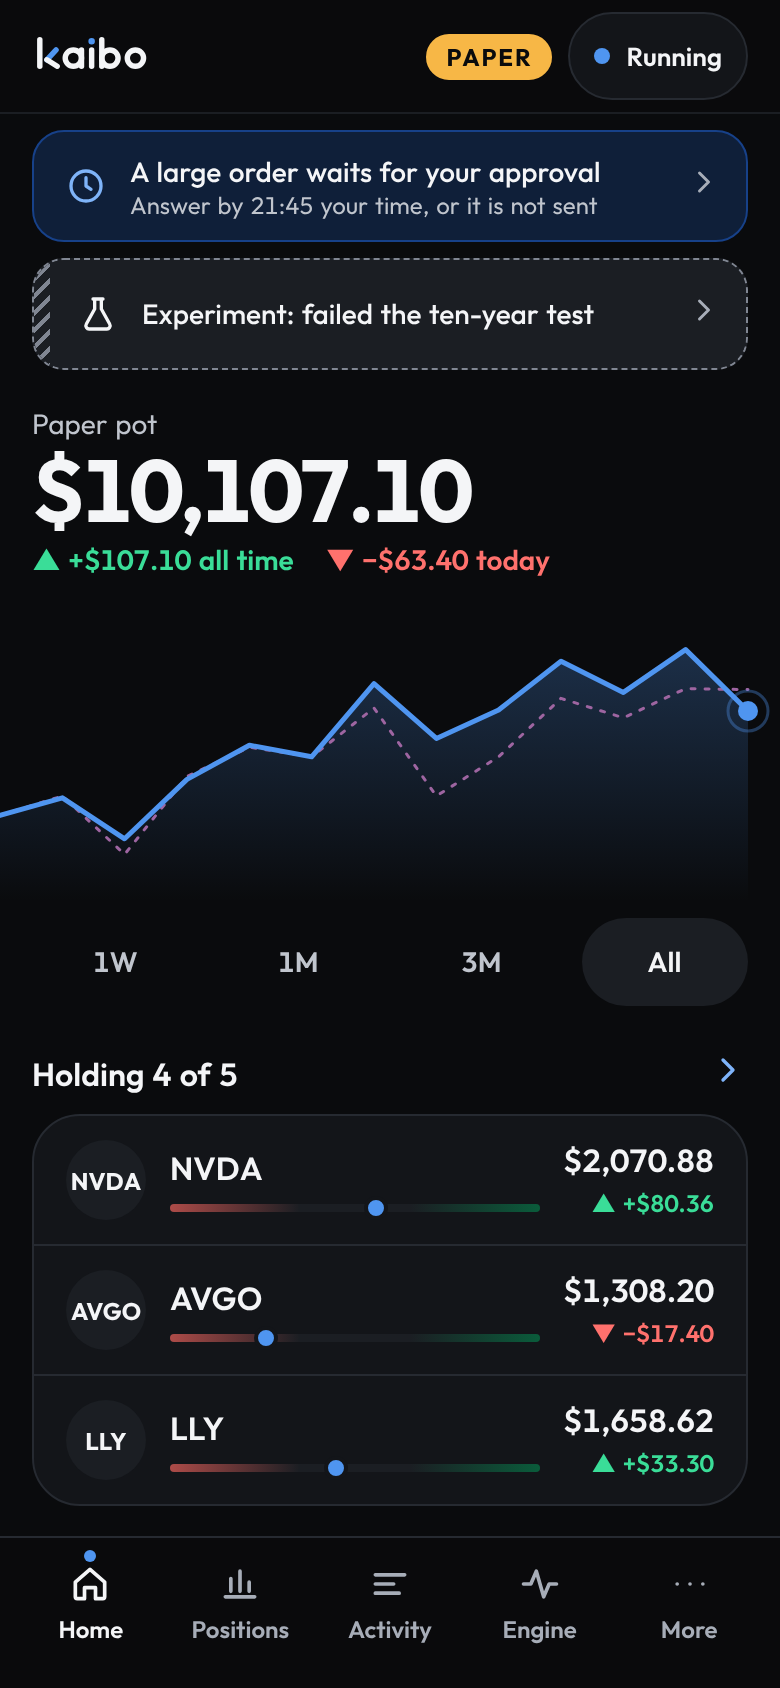 kaibo
PAPER
Running
A large order waits for your approval
Answer by 21:45 your time, or it is not sent
Experiment: failed the ten-year test
Paper pot
$10,107.10
▲ +$107.10 all time ▼ −$63.40 today
1W 1M 3M All
Holding 4 of 5
NVDA NVDA $2,070.88
▲ +$80.36
AVGO AVGO $1,308.20
▼ −$17.40
LLY LLY $1,658.62
▲ +$33.30
Home Positions Activity Engine More